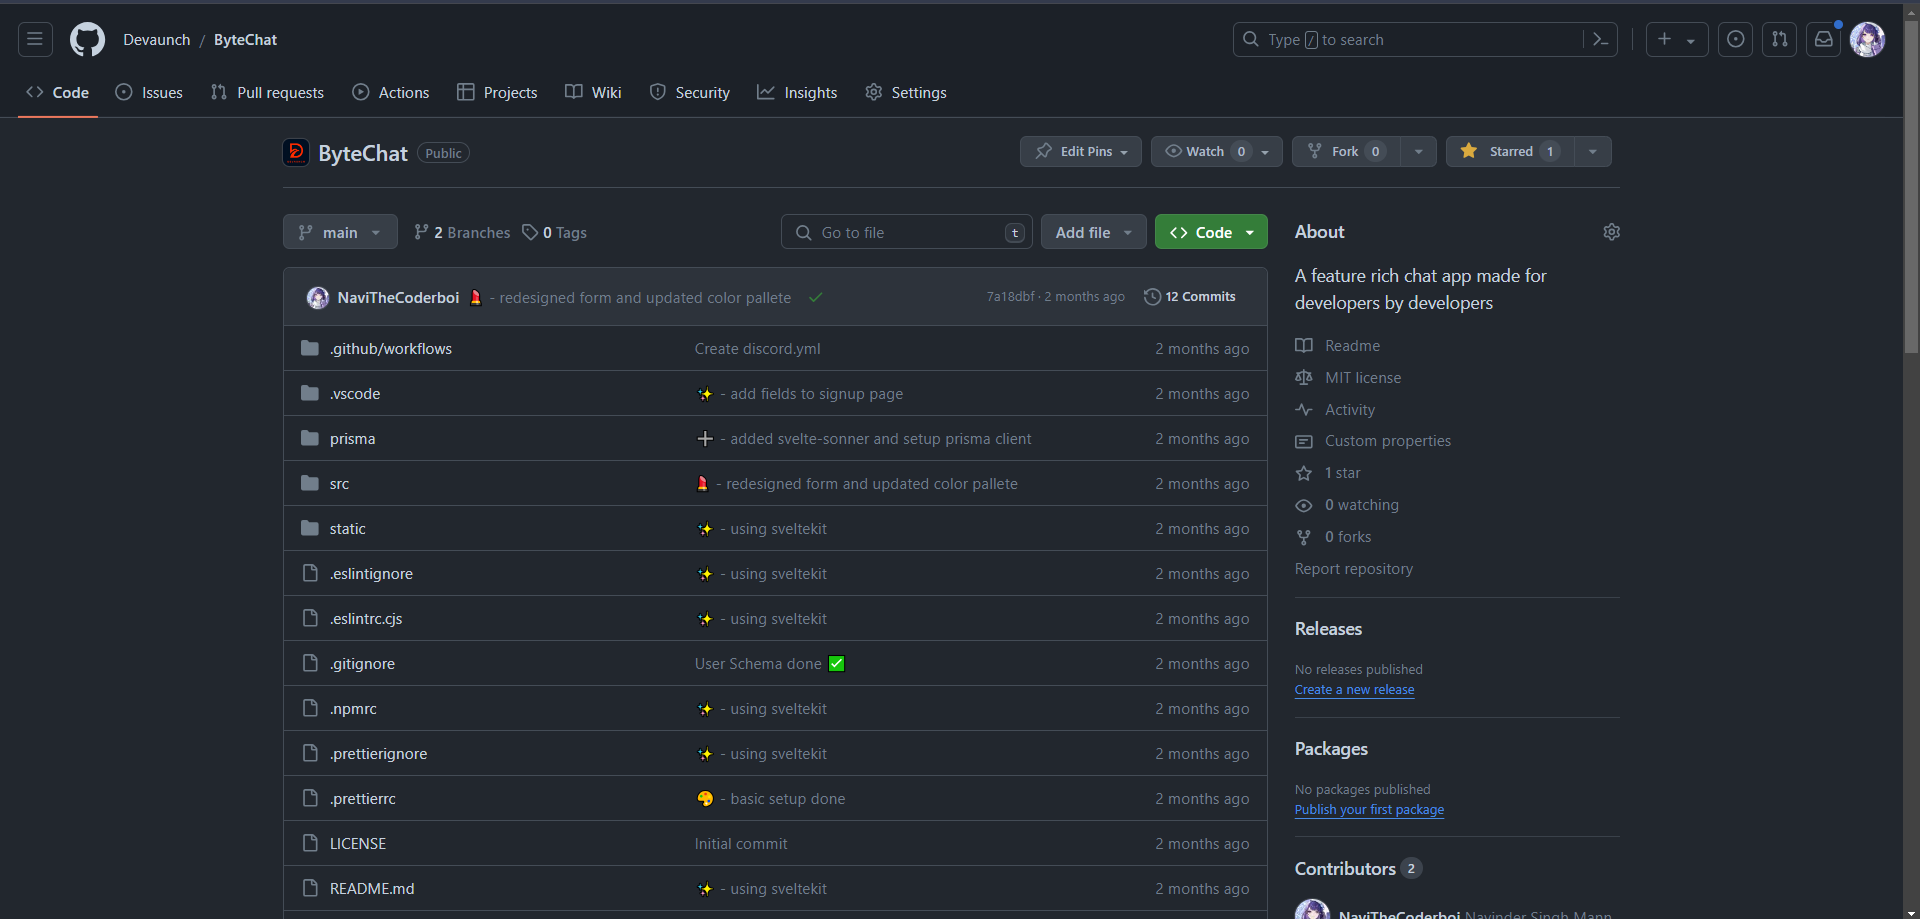 Devaunch / ByteChat
Type / to search
Code Issues Pull requests Actions Projects Wiki Security Insights Settings
ByteChat Public
Edit Pins Watch 0 Fork 0 Starred 1
main 2 Branches 0 Tags
Go to file t Add file Code
NaviTheCoderboi 💄 - redesigned form and updated color pallete 7a18dbf · 2 months ago 12 Commits
.github/workflows Create discord.yml 2 months ago
.vscode ✨ - add fields to signup page 2 months ago
prisma ➕ - added svelte-sonner and setup prisma client 2 months ago
src 💄 - redesigned form and updated color pallete 2 months ago
static ✨ - using sveltekit 2 months ago
.eslintignore ✨ - using sveltekit 2 months ago
.eslintrc.cjs ✨ - using sveltekit 2 months ago
.gitignore User Schema done ✅ 2 months ago
.npmrc ✨ - using sveltekit 2 months ago
.prettierignore ✨ - using sveltekit 2 months ago
.prettierrc 🎨 - basic setup done 2 months ago
LICENSE Initial commit 2 months ago
README.md ✨ - using sveltekit 2 months ago
About
A feature rich chat app made for
developers by developers
Readme
MIT license
Activity
Custom properties
1 star
0 watching
0 forks
Report repository
Releases
No releases published
Create a new release
Packages
No packages published
Publish your first package
Contributors 2
NaviTheCoderboi Navinder Singh Mann